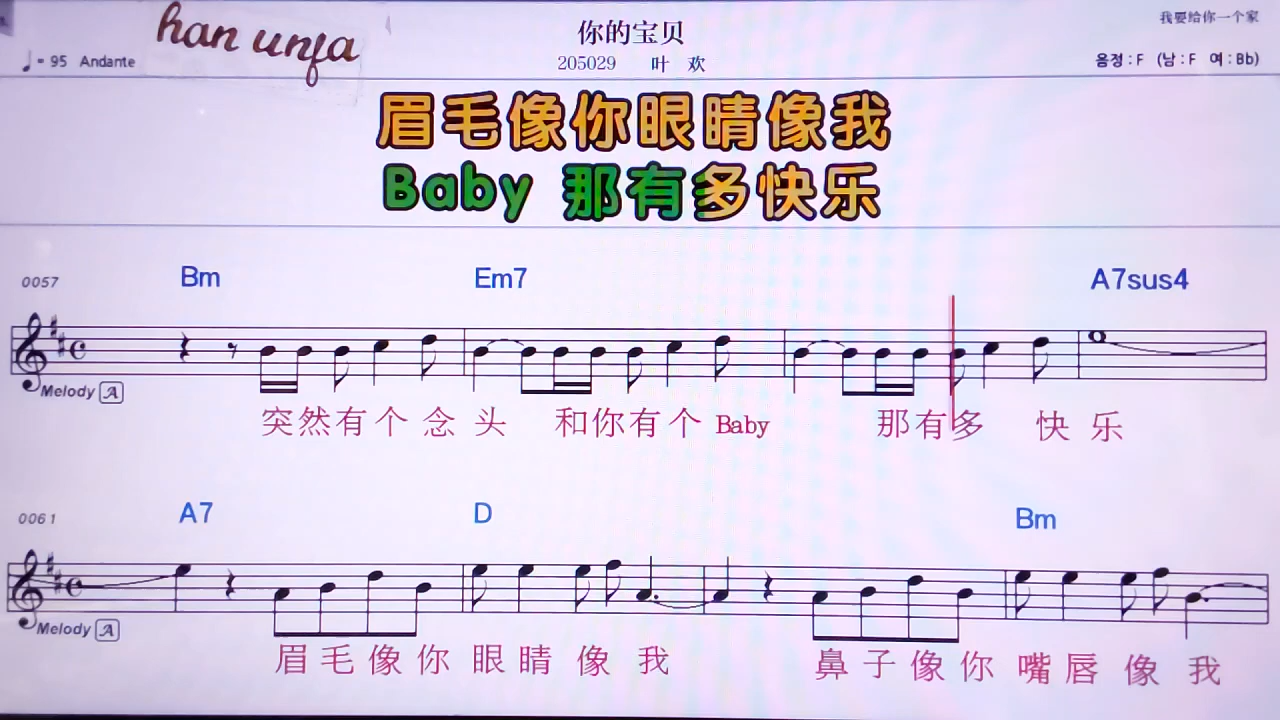 han unfa
你的宝贝
我要给你一个家
♩= 95 Andante
205029 叶 欢
음정 : F (남 : F 여 : Bb)
眉毛像你眼睛像我
Baby 那有多快乐
0057 Bm Em7 A7sus4
Melody A
突然有个念头 和你有个 Baby 那有多 快乐
0061 A7 D Bm
Melody A
眉毛像你眼睛像我 鼻子像你嘴唇像我